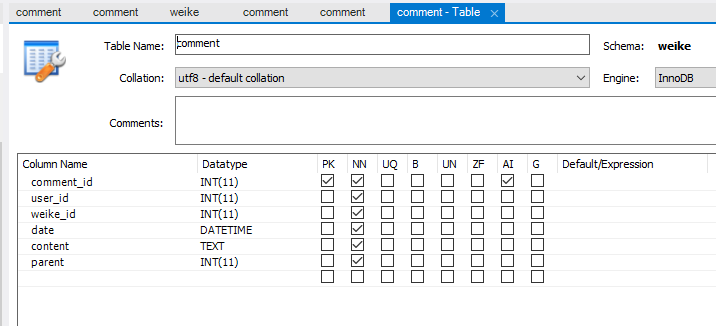 comment comment weike comment comment comment - Table
Table Name: comment Schema: weike
Collation: utf8 - default collation Engine: InnoDB
Comments:
Column Name Datatype PK NN UQ B UN ZF AI G Default/Expression
comment_id INT(11)
user_id INT(11)
weike_id INT(11)
date DATETIME
content TEXT
parent INT(11)